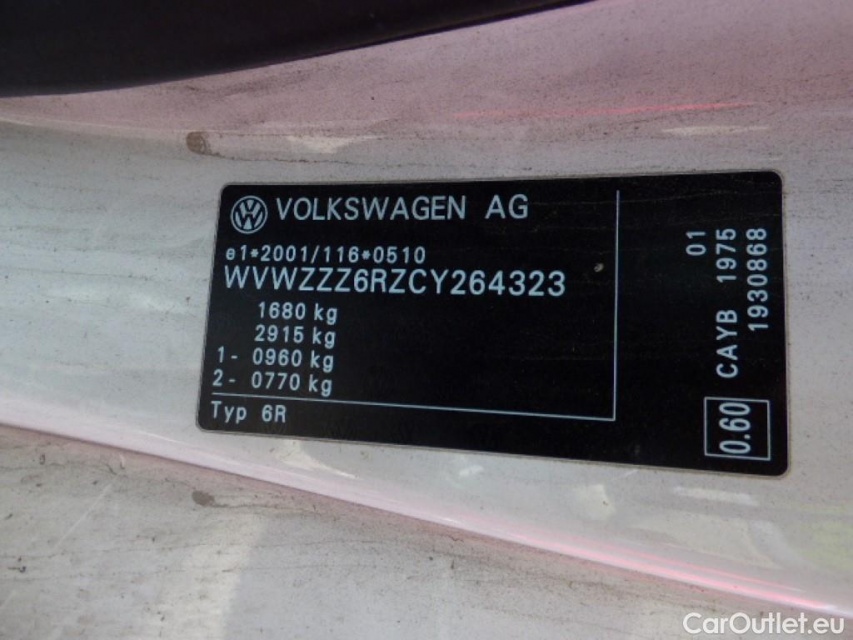 VOLKSWAGEN AG
e1*2001/116*0510
WVWZZZ6RZCY264323
1680 kg
2915 kg
1- 0960 kg
2- 0770 kg
Typ 6R
01
CAYB 1975
1930868
0.60
CarOutlet.eu